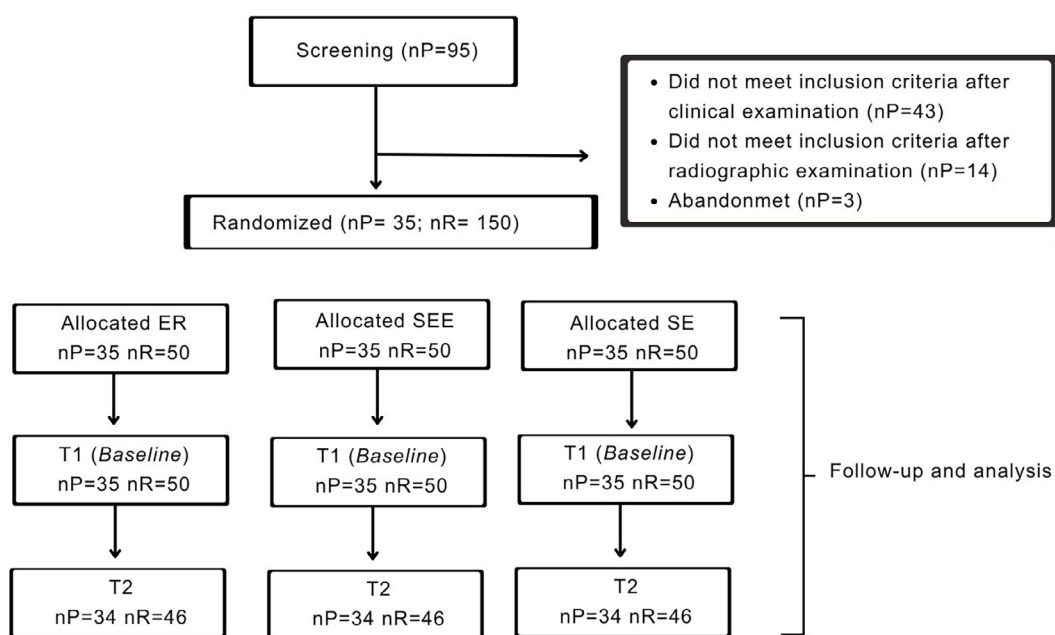 Screening (nP=95)
• Did not meet inclusion criteria after
clinical examination (nP=43)
• Did not meet inclusion criteria after
radiographic examination (nP=14)
• Abandonmet (nP=3)
Randomized (nP= 35; nR= 150)
Allocated ER
nP=35 nR=50
Allocated SEE
nP=35 nR=50
Allocated SE
nP=35 nR=50
T1 (Baseline)
nP=35 nR=50
T1 (Baseline)
nP=35 nR=50
T1 (Baseline)
nP=35 nR=50
Follow-up and analysis
T2
nP=34 nR=46
T2
nP=34 nR=46
T2
nP=34 nR=46